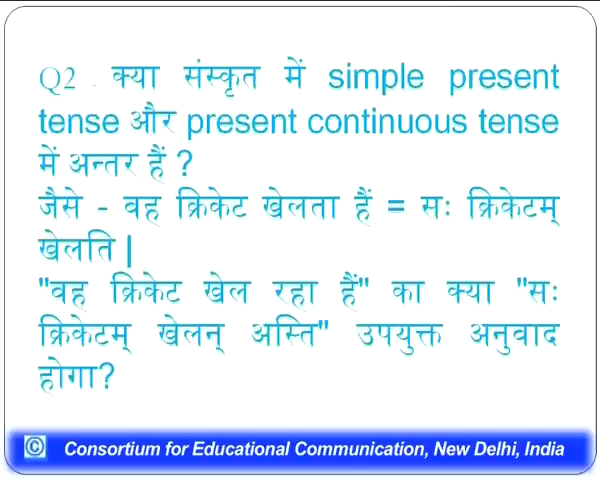 Q2 . क्या संस्कृत में simple present
tense और present continuous tense
में अन्तर हैं ?
जैसे - वह क्रिकेट खेलता हैं = सः क्रिकेटम्
खेलति |
"वह क्रिकेट खेल रहा हैं" का क्या "सः
क्रिकेटम् खेलन् अस्ति" उपयुक्त अनुवाद
होगा?
© Consortium for Educational Communication, New Delhi, India